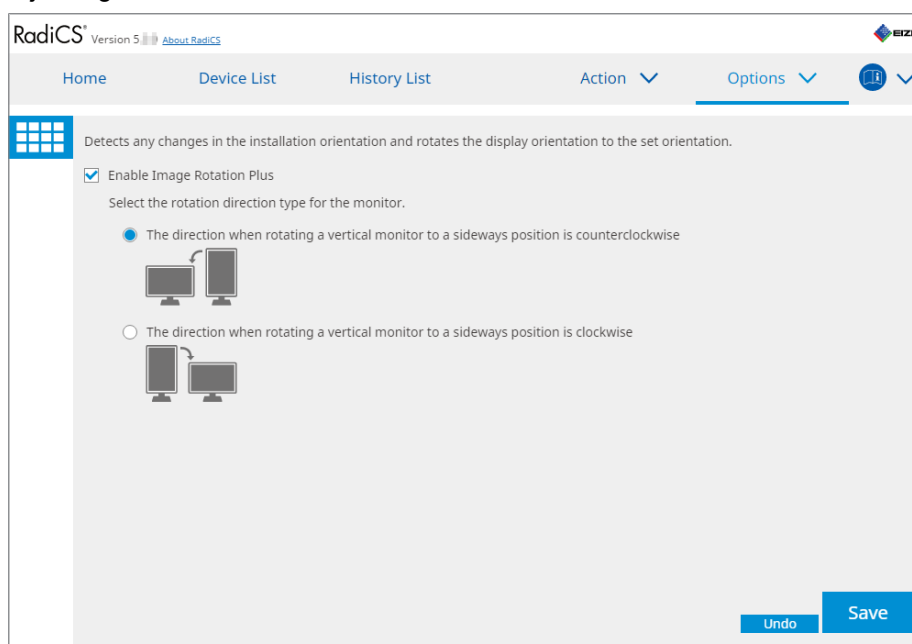 RadiCS® Version 5. About RadiCS
EIZ
Home Device List History List Action Options
Detects any changes in the installation orientation and rotates the display orientation to the set orientation.
Enable Image Rotation Plus
Select the rotation direction type for the monitor.
The direction when rotating a vertical monitor to a sideways position is counterclockwise
The direction when rotating a vertical monitor to a sideways position is clockwise
Undo
Save